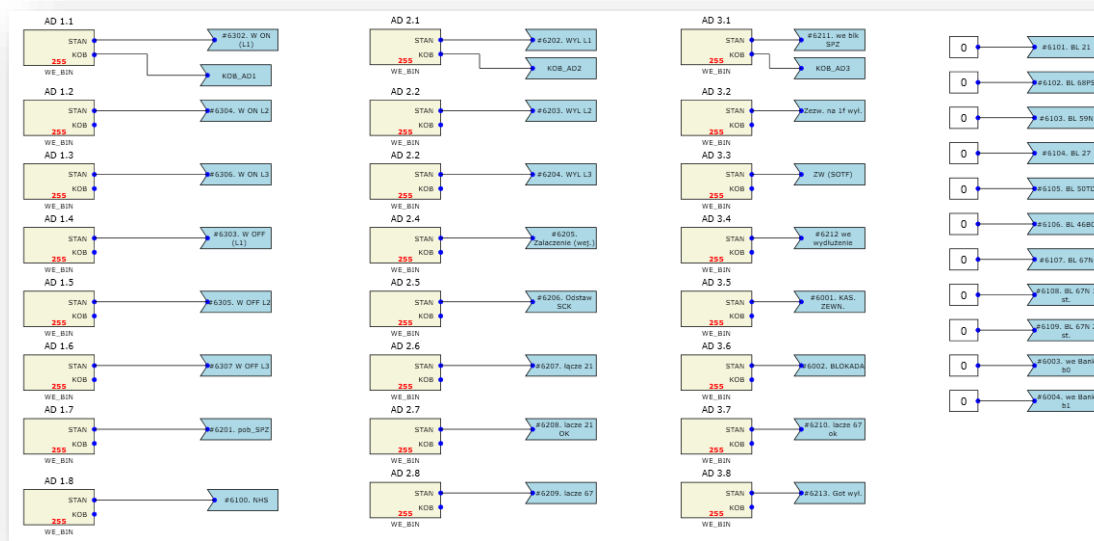 AD 1.1
STAN
KOB
255
WE_BIN
#6302. W ON
(L1)
KOB_AD1
AD 1.2
STAN
KOB
255
WE_BIN
#6304. W ON L2
AD 1.3
STAN
KOB
255
WE_BIN
#6306. W ON L3
AD 1.4
STAN
KOB
255
WE_BIN
#6303. W OFF
(L1)
AD 1.5
STAN
KOB
255
WE_BIN
#6305. W OFF L2
AD 1.6
STAN
KOB
255
WE_BIN
#6307 W OFF L3
AD 1.7
STAN
KOB
255
WE_BIN
#6201. pob_SPZ
AD 1.8
STAN
KOB
255
WE_BIN
#6100. NHS
AD 2.1
STAN
KOB
255
WE_BIN
#6202. WYL L1
KOB_AD2
AD 2.2
STAN
KOB
255
WE_BIN
#6203. WYL L2
AD 2.2
STAN
KOB
255
WE_BIN
#6204. WYL L3
AD 2.4
STAN
KOB
255
WE_BIN
#6205.
Zalaczenie (wej.)
AD 2.5
STAN
KOB
255
WE_BIN
#6206. Odstaw
SCK
AD 2.6
STAN
KOB
255
WE_BIN
#6207. łącze 21
AD 2.7
STAN
KOB
255
WE_BIN
#6208. lacze 21
OK
AD 2.8
STAN
KOB
255
WE_BIN
#6209. lacze 67
AD 3.1
STAN
KOB
255
WE_BIN
#6211. we blk
SPZ
KOB_AD3
AD 3.2
STAN
KOB
255
WE_BIN
Zezw. na 1f wył.
AD 3.3
STAN
KOB
255
WE_BIN
ZW (SOTF)
AD 3.4
STAN
KOB
255
WE_BIN
#6212 we
wydłużenie
AD 3.5
STAN
KOB
255
WE_BIN
#6001. KAS.
ZEWN.
AD 3.6
STAN
KOB
255
WE_BIN
#6002. BLOKADA
AD 3.7
STAN
KOB
255
WE_BIN
#6210. lacze 67
ok
AD 3.8
STAN
KOB
255
WE_BIN
#6213. Got wył.
0
#6101. BL 21
0
#6102. BL 68PS
0
#6103. BL 59N
0
#6104. BL 27
0
#6105. BL 50TD
0
#6106. BL 46BC
0
#6107. BL 67N
0
#6108. BL 67N
st.
0
#6109. BL 67N
st.
0
#6003. we Bank
b0
0
#6004. we Bank
b1